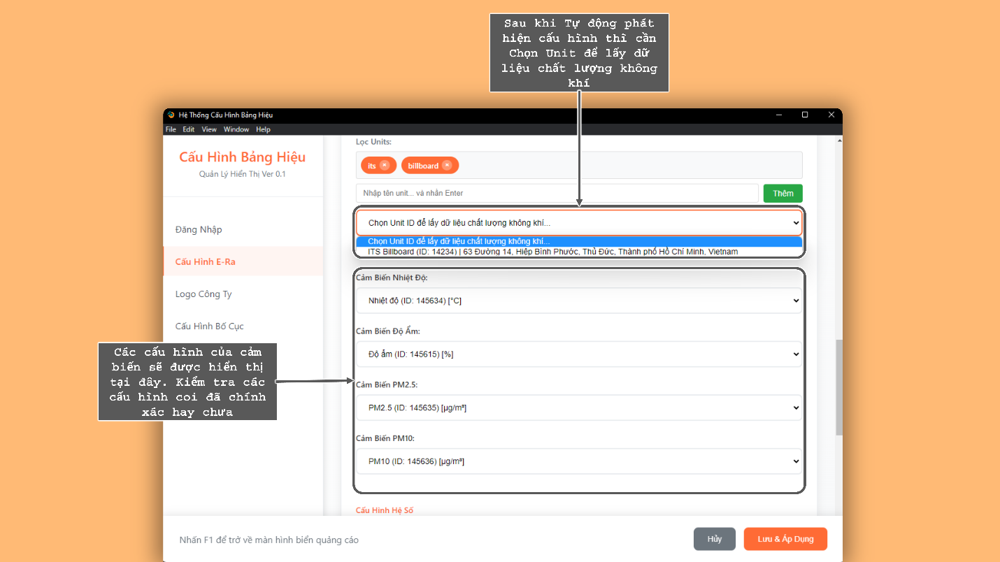 Sau khi Tự động phát
hiện cấu hình thì cần
Chọn Unit để lấy dữ
liệu chất lượng không
khí
Hệ Thống Cấu Hình Bảng Hiệu
File Edit View Window Help
Cấu Hình Bảng Hiệu
Quản Lý Hiển Thị Ver 0.1
Đăng Nhập
Cấu Hình E-Ra
Logo Công Ty
Cấu Hình Bố Cục
Các cấu hình của cảm
biến sẽ được hiển thị
tại đây. Kiểm tra các
cấu hình coi đã chính
xác hay chưa
Lọc Units:
its ×
billboard ×
Nhập tên unit... và nhấn Enter
Thêm
Chọn Unit ID để lấy dữ liệu chất lượng không khí...
Chọn Unit ID để lấy dữ liệu chất lượng không khí...
ITS Billboard (ID: 14234) | 63 Đường 14, Hiệp Bình Phước, Thủ Đức, Thành phố Hồ Chí Minh, Vietnam
Cảm Biến Nhiệt Độ:
Nhiệt độ (ID: 145634) [°C]
Cảm Biến Độ Ẩm:
Độ ẩm (ID: 145615) [%]
Cảm Biến PM2.5:
PM2.5 (ID: 145635) [µg/m³]
Cảm Biến PM10:
PM10 (ID: 145636) [µg/m³]
Cấu Hình Hệ Số
Nhấn F1 để trở về màn hình biển quảng cáo
Hủy
Lưu & Áp Dụng